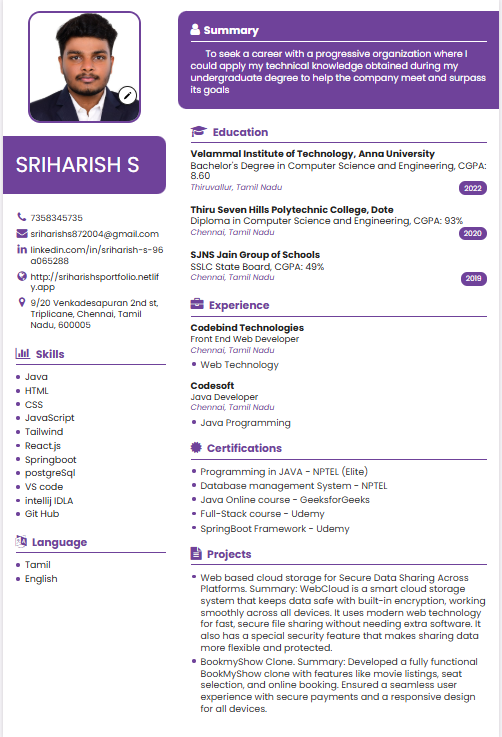 SRIHARISH S
7358345735
sriharishs872004@gmail.com
linkedin.com/in/sriharish-s-96
a065288
http://sriharishsportfolio.netlif
y.app
9/20 Venkadesapuran 2nd st,
Triplicane, Chennai, Tamil
Nadu, 600005
Skills
Java
HTML
CSS
JavaScript
Tailwind
React.js
Springboot
postgreSql
VS code
intellij IDLA
Git Hub
Language
Tamil
English
Summary
To seek a career with a progressive organization where I
could apply my technical knowledge obtained during my
undergraduate degree to help the company meet and surpass
its goals
Education
Velammal Institute of Technology, Anna University
Bachelor's Degree in Computer Science and Engineering, CGPA:
8.60
Thiruvallur, Tamil Nadu
2022
Thiru Seven Hills Polytechnic College, Dote
Diploma in Computer Science and Engineering, CGPA: 93%
Chennai, Tamil Nadu
2020
SJNS Jain Group of Schools
SSLC State Board, CGPA: 49%
Chennai, Tamil Nadu
2019
Experience
Codebind Technologies
Front End Web Developer
Chennai, Tamil Nadu
Web Technology
Codesoft
Java Developer
Chennai, Tamil Nadu
Java Programming
Certifications
Programming in JAVA - NPTEL (Elite)
Database management System - NPTEL
Java Online course - GeeksforGeeks
Full-Stack course - Udemy
SpringBoot Framework - Udemy
Projects
Web based cloud storage for Secure Data Sharing Across
Platforms. Summary: WebCloud is a smart cloud storage
system that keeps data safe with built-in encryption, working
smoothly across all devices. It uses modern web technology
for fast, secure file sharing without needing extra software. It
also has a special security feature that makes sharing data
more flexible and protected.
BookmyShow Clone. Summary: Developed a fully functional
BookMyShow clone with features like movie listings, seat
selection, and online booking. Ensured a seamless user
experience with secure payments and a responsive design
for all devices.